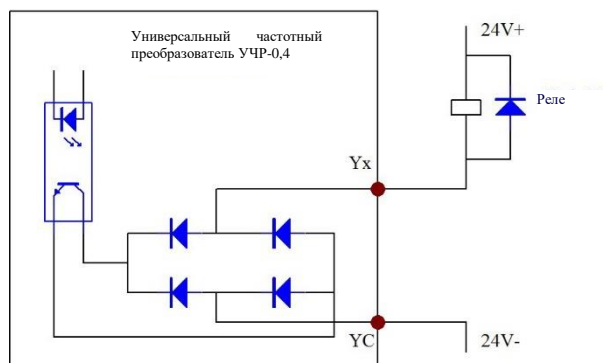 Универсальный частотный
преобразователь УЧР-0,4
24V+
Реле
Yx
YC
24V-